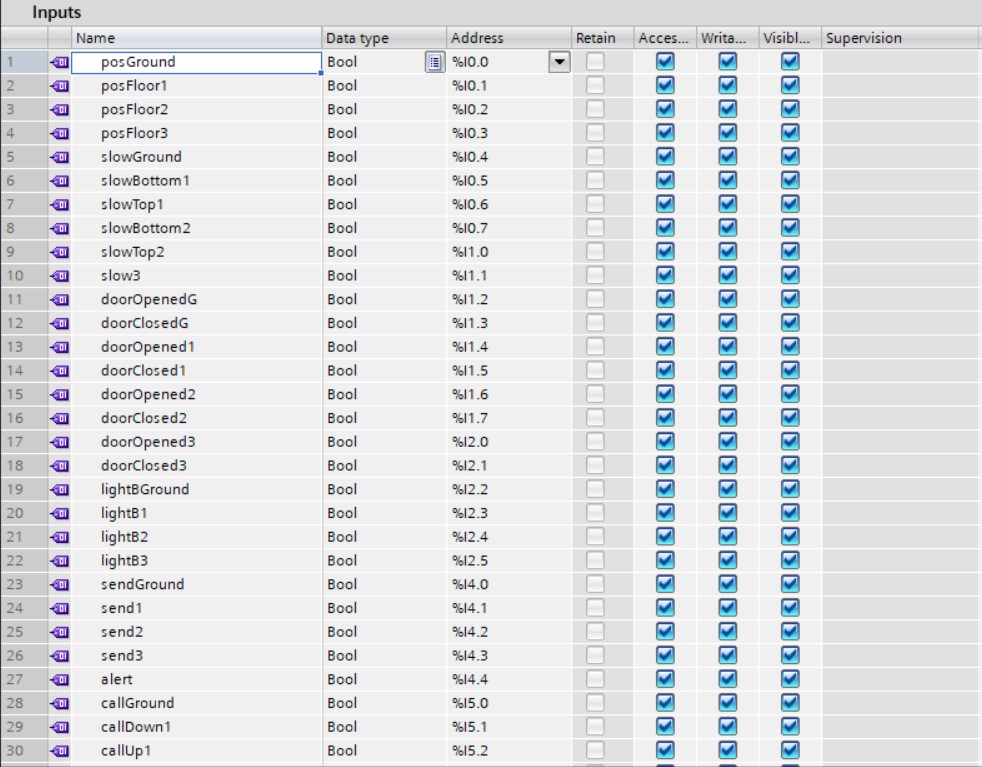 Inputs
Name Data type Address Retain Acces... Writa... Visibl... Supervision
1 posGround Bool %I0.0
2 posFloor1 Bool %I0.1
3 posFloor2 Bool %I0.2
4 posFloor3 Bool %I0.3
5 slowGround Bool %I0.4
6 slowBottom1 Bool %I0.5
7 slowTop1 Bool %I0.6
8 slowBottom2 Bool %I0.7
9 slowTop2 Bool %I1.0
10 slow3 Bool %I1.1
11 doorOpenedG Bool %I1.2
12 doorClosedG Bool %I1.3
13 doorOpened1 Bool %I1.4
14 doorClosed1 Bool %I1.5
15 doorOpened2 Bool %I1.6
16 doorClosed2 Bool %I1.7
17 doorOpened3 Bool %I2.0
18 doorClosed3 Bool %I2.1
19 lightBGround Bool %I2.2
20 lightB1 Bool %I2.3
21 lightB2 Bool %I2.4
22 lightB3 Bool %I2.5
23 sendGround Bool %I4.0
24 send1 Bool %I4.1
25 send2 Bool %I4.2
26 send3 Bool %I4.3
27 alert Bool %I4.4
28 callGround Bool %I5.0
29 callDown1 Bool %I5.1
30 callUp1 Bool %I5.2